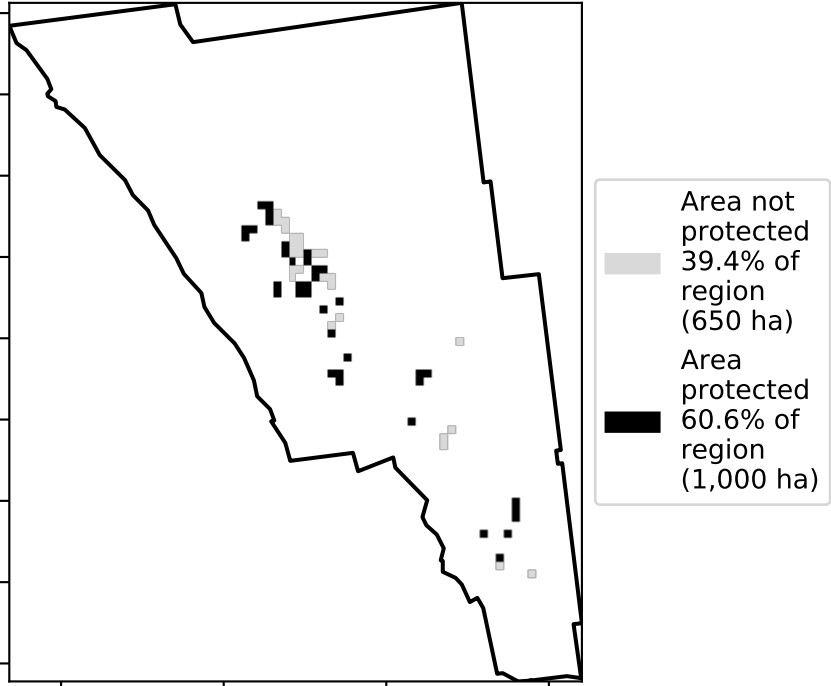 Area not
protected
39.4% of
region
(650 ha)
Area
protected
60.6% of
region
(1,000 ha)